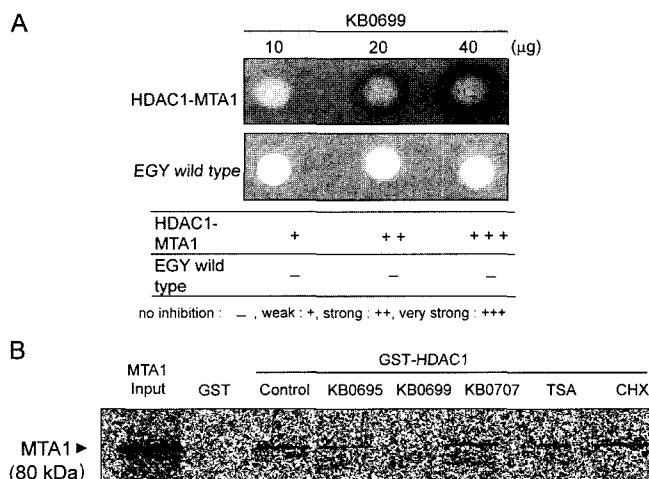 A
KB0699
10 20 40 (μg)
HDAC1-MTA1
EGY wild type
HDAC1-
MTA1 + + + + + +
EGY wild
type – – –
no inhibition : – , weak : +, strong : ++, very strong : +++
B
GST-HDAC1
MTA1
Input GST Control KB0695 KB0699 KB0707 TSA CHX
MTA1►
(80 kDa)